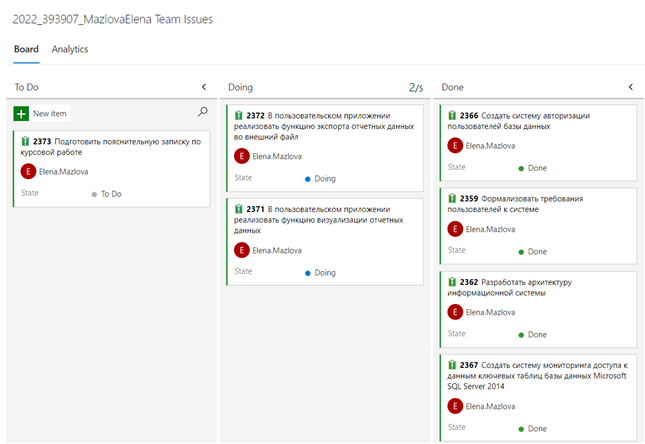 2022_393907_MazlovaElena Team Issues
Board Analytics
To Do
New item
2373 Подготовить пояснительную записку по
курсовой работе
E Elena.Mazlova
State To Do
Doing 2/5
2372 В пользовательском приложении
реализовать функцию экспорта отчетных данных
во внешний файл
E Elena.Mazlova
State Doing
2371 В пользовательском приложении
реализовать функцию визуализации отчетных
данных
E Elena.Mazlova
State Doing
Done
2366 Создать систему авторизации
пользователей базы данных
E Elena.Mazlova
State Done
2359 Формализовать требования
пользователей к системе
E Elena.Mazlova
State Done
2362 Разработать архитектуру
информационной системы
E Elena.Mazlova
State Done
2367 Создать систему мониторинга доступа к
данным ключевых таблиц базы данных Microsoft
SQL Server 2014
E Elena.Mazlova
State Done